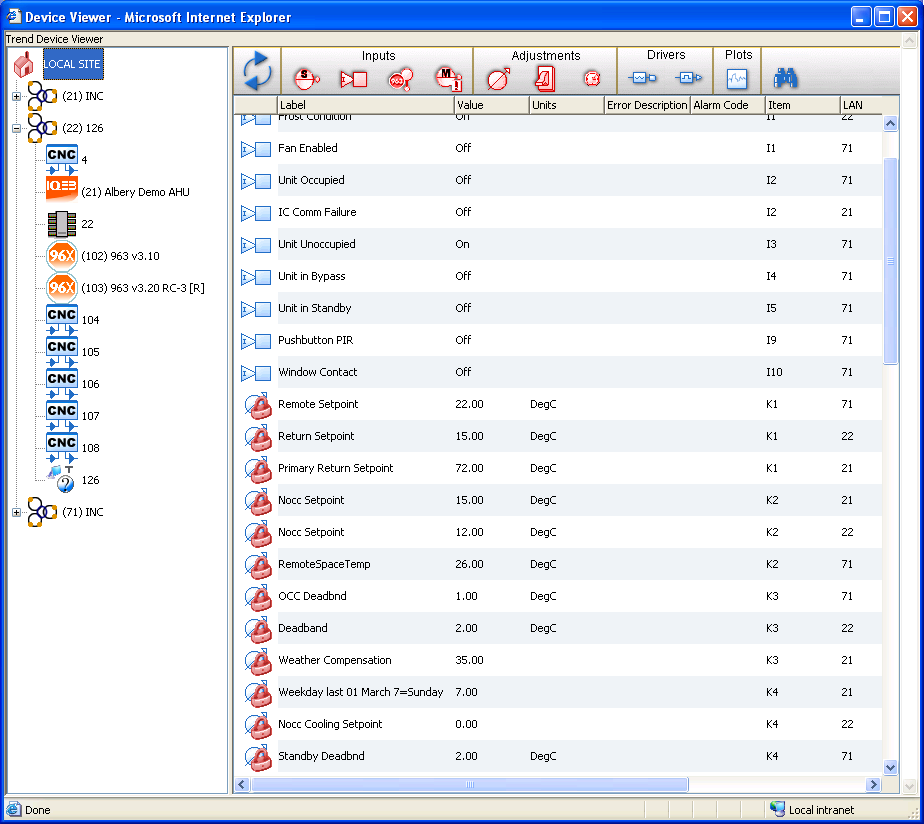 Device Viewer - Microsoft Internet Explorer
Trend Device Viewer
LOCAL SITE
(21) INC
(22) 126
CNC 4
IQEB (21) Albery Demo AHU
22
96X (102) 963 v3.10
96X (103) 963 v3.20 RC-3 [R]
CNC 104
CNC 105
CNC 106
CNC 107
CNC 108
T ? 126
(71) INC
Inputs Adjustments Drivers Plots
S I 963 M
Label Value Units Error Description Alarm Code Item LAN
Frost Condition On I1 22
Fan Enabled Off I1 71
Unit Occupied Off I2 71
IC Comm Failure Off I2 21
Unit Unoccupied On I3 71
Unit in Bypass Off I4 71
Unit in Standby Off I5 71
Pushbutton PIR Off I9 71
Window Contact Off I10 71
Remote Setpoint 22.00 DegC K1 71
Return Setpoint 15.00 DegC K1 22
Primary Return Setpoint 72.00 DegC K1 21
Nocc Setpoint 15.00 DegC K2 21
Nocc Setpoint 12.00 DegC K2 22
RemoteSpaceTemp 26.00 DegC K2 71
OCC Deadbnd 1.00 DegC K3 71
Deadband 2.00 DegC K3 22
Weather Compensation 35.00 K3 21
Weekday last 01 March 7=Sunday 7.00 K4 21
Nocc Cooling Setpoint 0.00 K4 22
Standby Deadbnd 2.00 DegC K4 71
Done Local intranet